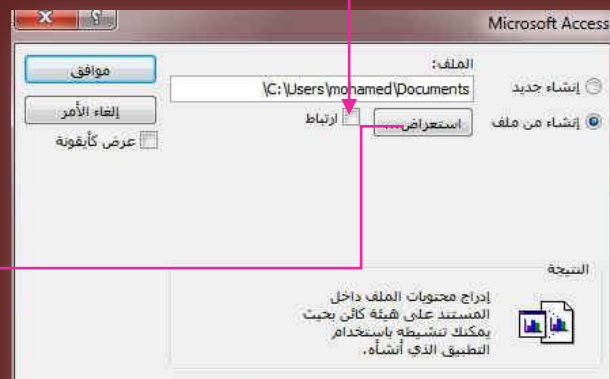 Microsoft Access
إنشاء جديد
إنشاء من ملف
الملف:
C:\Users\mohamed\Documents\
استعراض...
ارتباط
موافق
إلغاء الأمر
عرض كأيقونة
النتيجة
إدراج محتويات الملف داخل
المستند على هيئة كائن بحيث
يمكنك تنشيطه باستخدام
التطبيق الذي أنشأه.